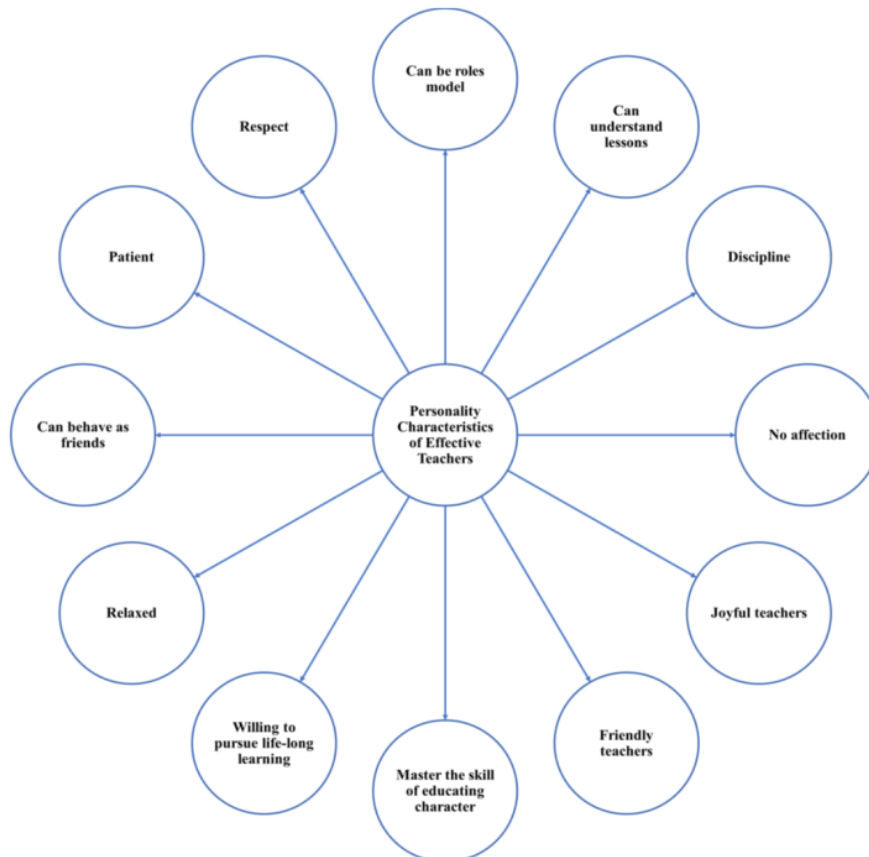 Can be roles
model
Can
understand
lessons
Discipline
No affection
Joyful teachers
Friendly
teachers
Master the skill
of educating
character
Willing to
pursue life-long
learning
Relaxed
Can behave as
friends
Patient
Respect
Personality
Characteristics
of Effective
Teachers